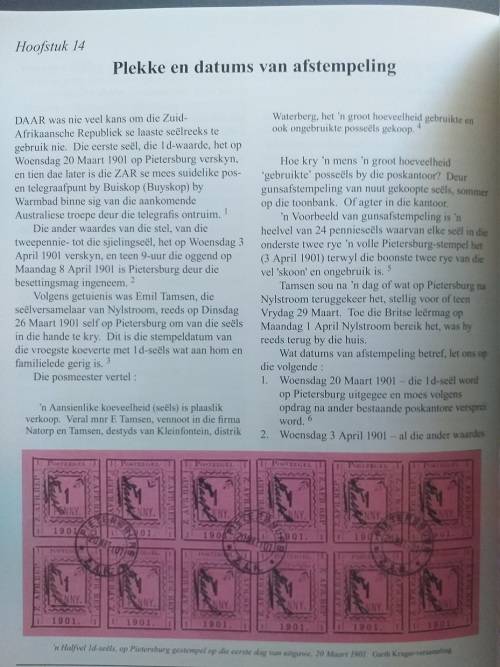 Hoofstuk 14
Plekke en datums van afstempeling
DAAR was nie veel kans om die Zuid-
Afrikaansche Republiek se laaste seëlreeks te
gebruik nie. Die eerste seël, die 1d-waarde, het op
Woensdag 20 Maart 1901 op Pietersburg verskyn,
en tien dae later is die ZAR se mees suidelike pos-
en telegraafpunt by Buiskop (Buyskop) by
Warmbad binne sig van die aankomende
Australiese troepe deur die telegrafis ontruim. 1
Die ander waardes van die stel, van die
tweepennie- tot die sjielingseël, het op Woensdag 3
April 1901 verskyn, en teen 9-uur die oggend op
Maandag 8 April 1901 is Pietersburg deur die
besettingsmag ingeneem. 2
Volgens getuienis was Emil Tamsen, die
seëlversamelaar van Nylstroom, reeds op Dinsdag
26 Maart 1901 self op Pietersburg om van die seëls
in die hande te kry. Dit is die stempeldatum van
die vroegste koeverte met 1d-seëls wat aan hom en
familielede gerig is. 3
Die posmeester vertel :
'n Aansienlike koeveelheid (seëls) is plaaslik
verkoop. Veral mnr E Tamsen, vennoot in die firma
Natorp en Tamsen, destyds van Kleinfontein, distrik
Waterberg, het 'n groot hoeveelheid gebruikte en
ook ongebruikte posseëls gekoop. 4
Hoe kry 'n mens 'n groot hoeveelheid
'gebruikte' posseëls by die poskantoor? Deur
gunsafstempeling van nuut gekoopte seëls, sommer
op die toonbank. Of agter in die kantoor.
'n Voorbeeld van gunsafstempeling is 'n
heelvel van 24 pennieseëls waarvan elke seël in die
onderste twee rye 'n volle Pietersburg-stempel het
(3 April 1901) terwyl die boonste twee rye van die
vel 'skoon' en ongebruik is. 5
Tamsen sou na 'n dag of wat op Pietersburg na
Nylstroom teruggekeer het, stellig voor of teen
Vrydag 29 Maart. Toe die Britse leërmag op
Maandag 1 April Nylstroom bereik het, was hy
reeds terug by die huis.
Wat datums van afstempeling betref, let ons op
die volgende :
1. Woensdag 20 Maart 1901 – die 1d-seël word
op Pietersburg uitgegee en moes volgens
opdrag na ander bestaande poskantore versprei
word. 6
2. Woensdag 3 April 1901 – al die ander waardes
'n Halfvel 1d-seëls, op Pietersburg gestempel op die eerste dag van uitgawe, 20 Maart 1901. Garth Kruger-versameling.